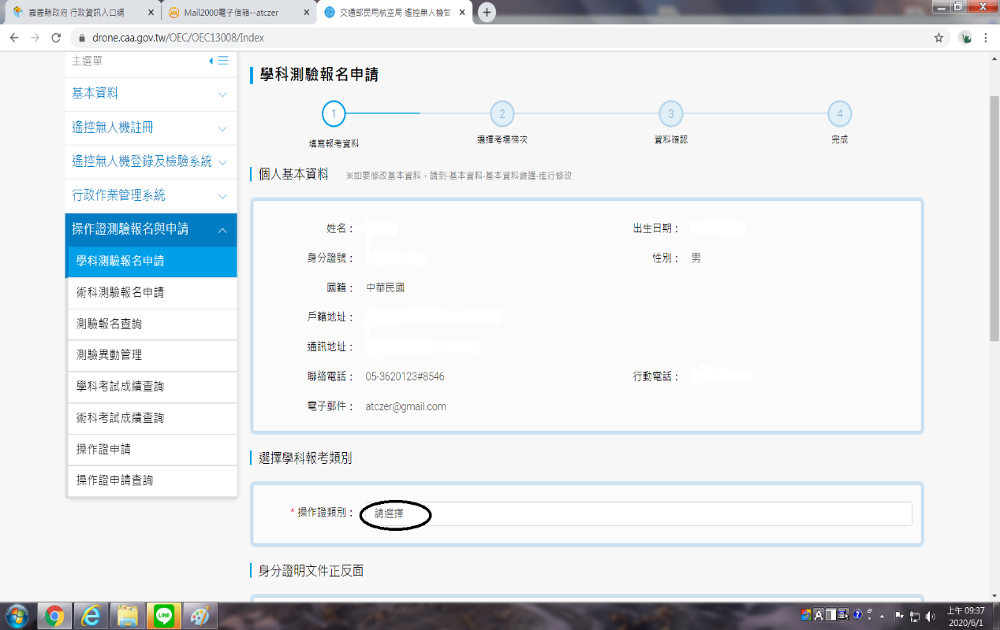 嘉義縣政府 行政資訊入口網
Mail2000電子信箱--atczer
交通部民用航空局 遙控無人機管
drone.caa.gov.tw/OEC/OEC13008/Index
主選單
基本資料
遙控無人機註冊
遙控無人機登錄及檢驗系統
行政作業管理系統
操作證測驗報名與申請
學科測驗報名申請
術科測驗報名申請
測驗報名查詢
測驗異動管理
學科考試成績查詢
術科考試成績查詢
操作證申請
操作證申請查詢
學科測驗報名申請
1 2 3 4
填寫報考資料 選擇考場梯次 資料確認 完成
個人基本資料 ※如要修改基本資料，請到-基本資料-基本資料維護-進行修改
姓名： 出生日期：
身分證號： 性別： 男
國籍： 中華民國
戶籍地址：
通訊地址：
聯絡電話： 05-3620123#8546 行動電話：
電子郵件： atczer@gmail.com
選擇學科報考類別
* 操作證類別： 請選擇
身分證明文件正反面
LINE
A
上午 09:37
2020/6/1